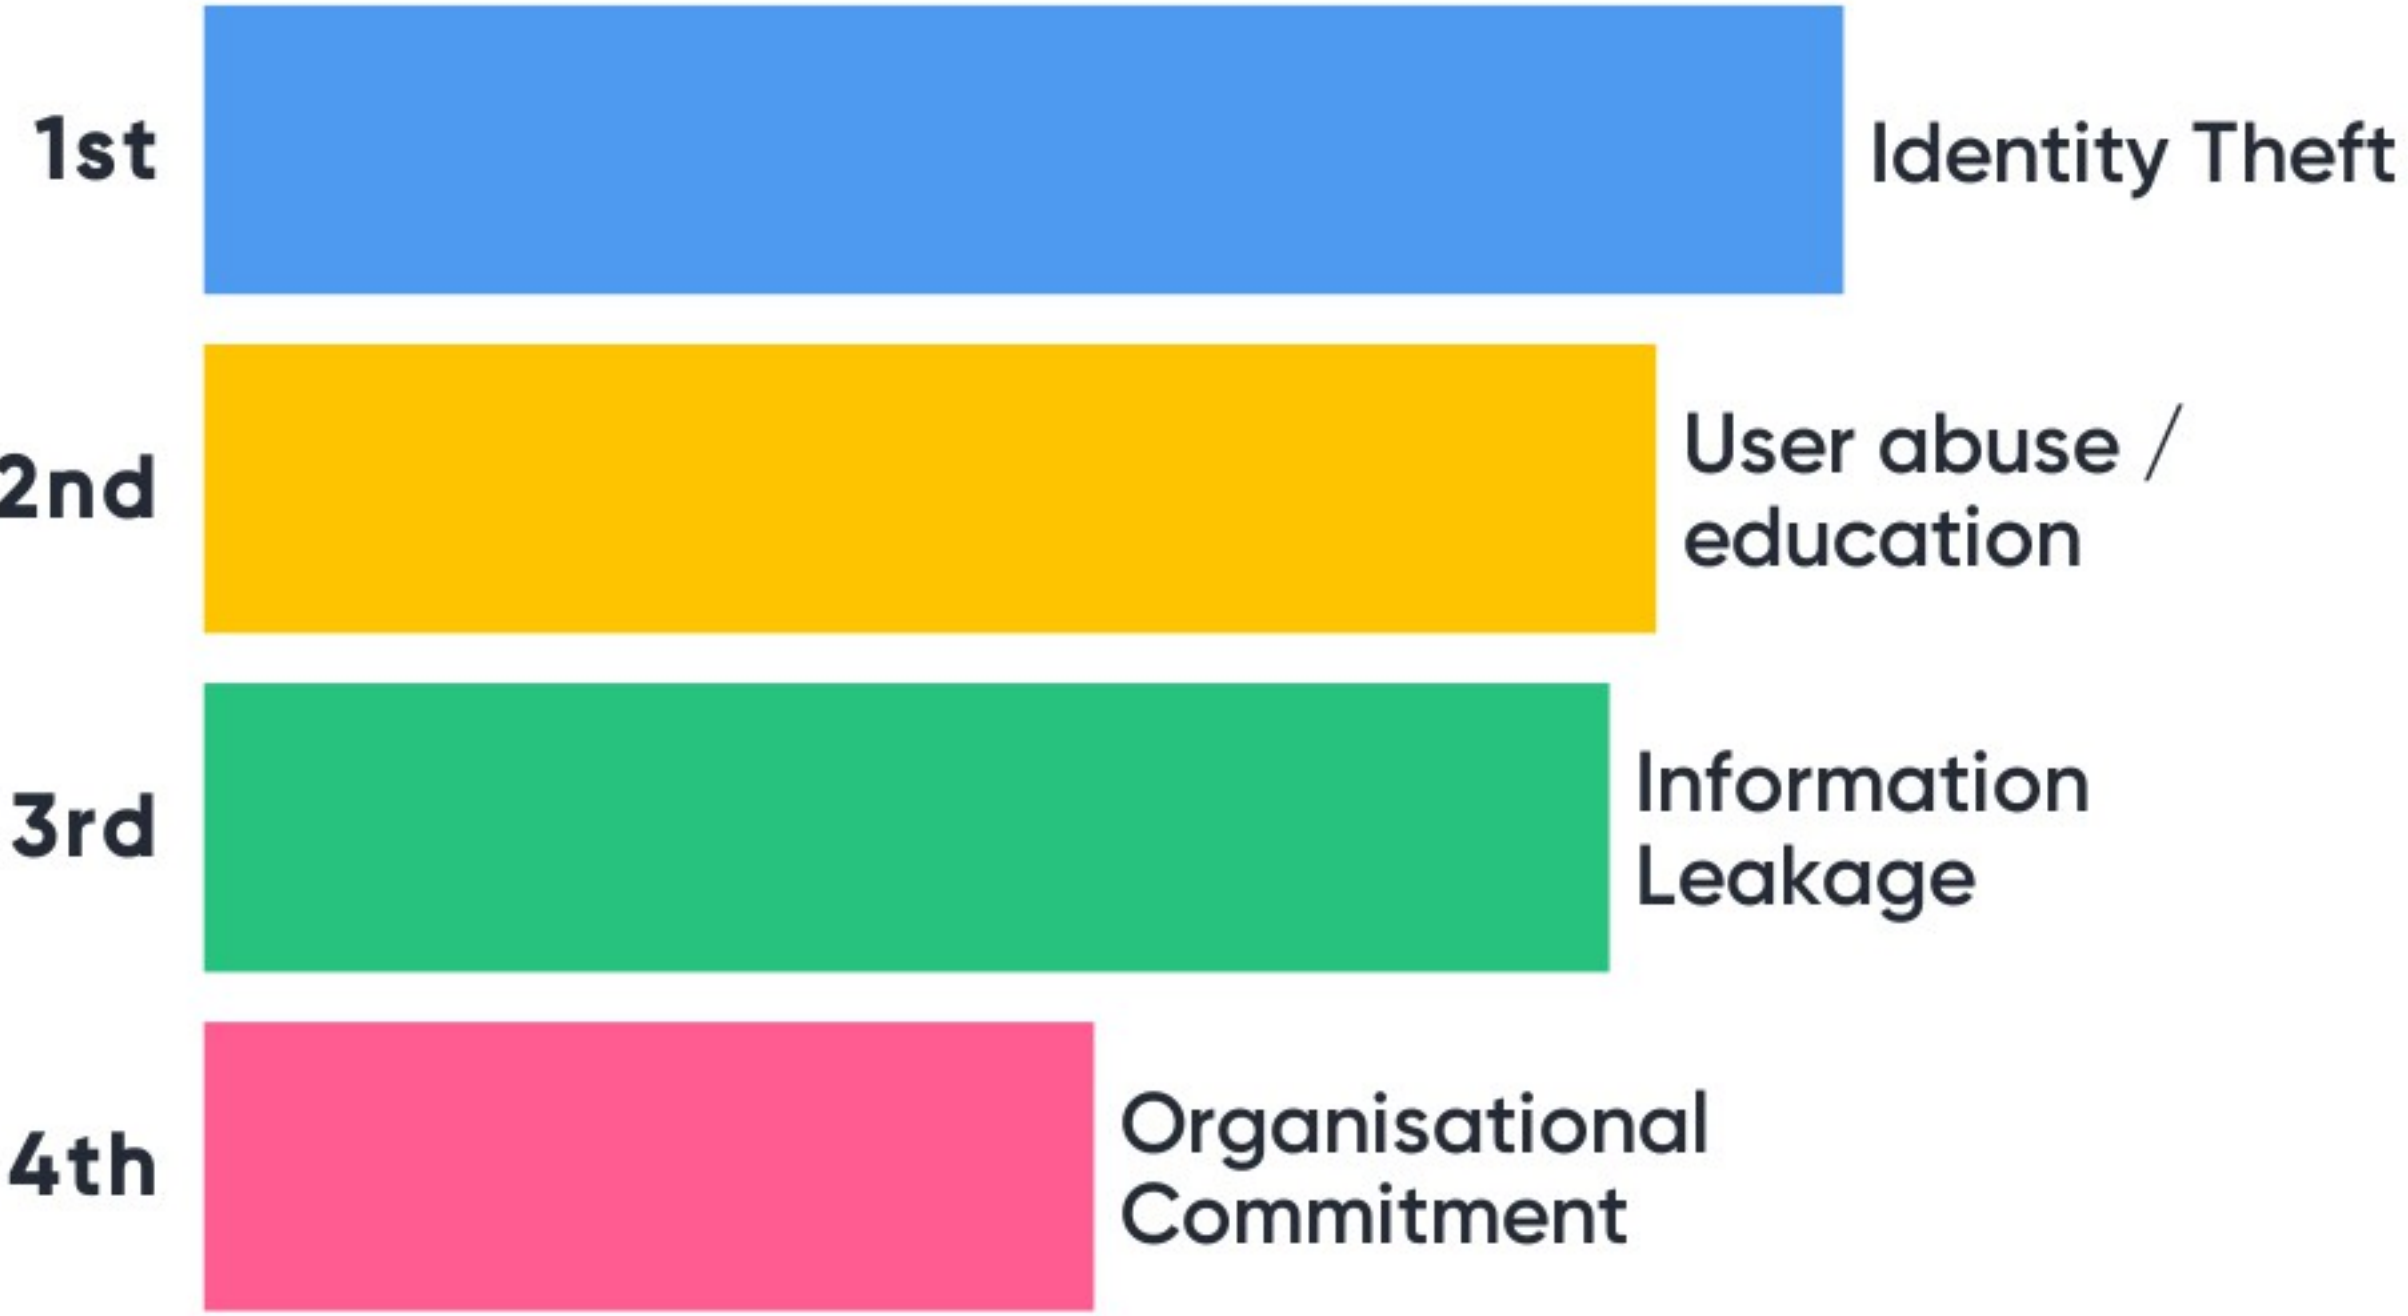 1st
Identity Theft
2nd
User abuse /
education
3rd
Information
Leakage
4th
Organisational
Commitment